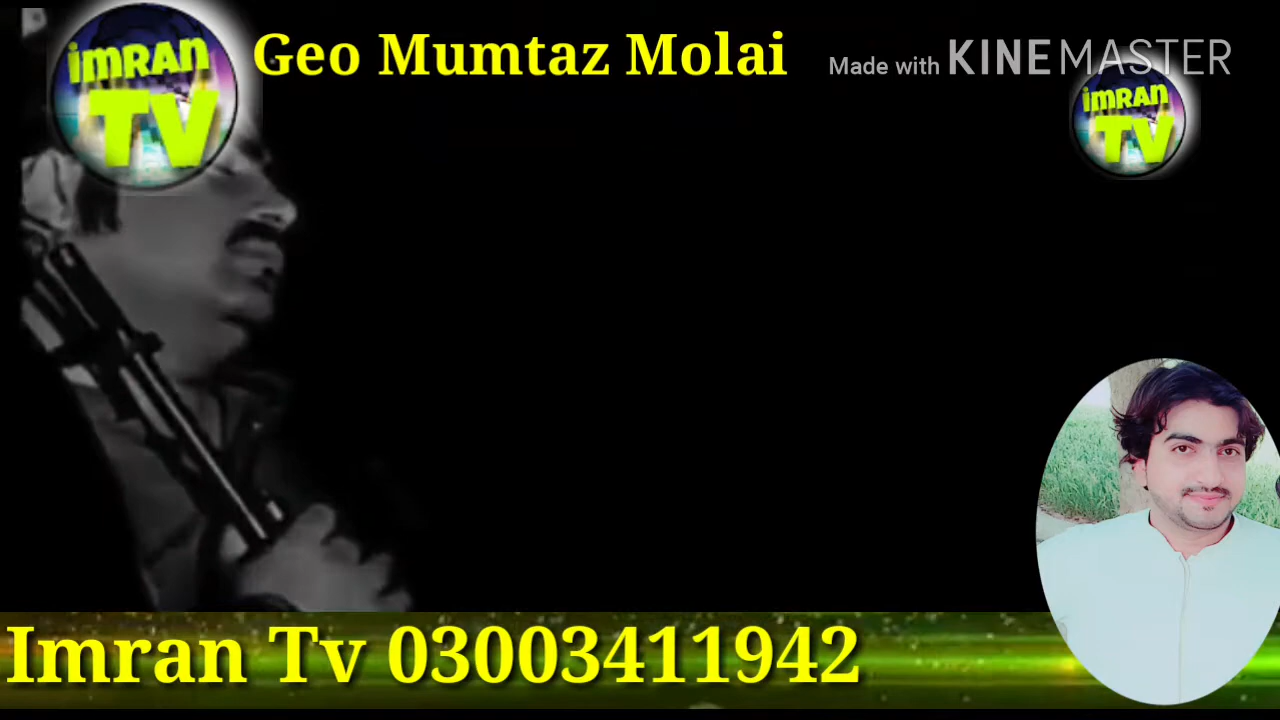 imRAN
TV
Geo Mumtaz Molai
Made with KINEMASTER
imRAN
TV
Imran Tv 03003411942